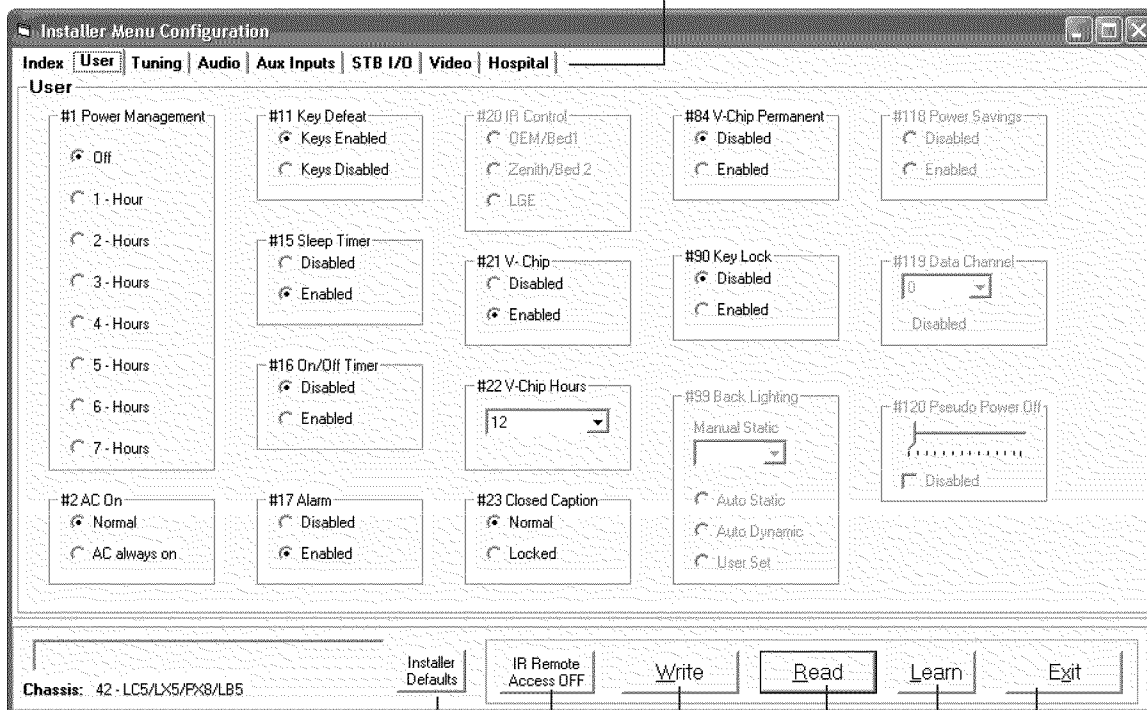 Installer Menu Configuration
Index User Tuning Audio Aux Inputs STB I/O Video Hospital
User
#1 Power Management
Off
1 - Hour
2 - Hours
3 - Hours
4 - Hours
5 - Hours
6 - Hours
7 - Hours
#2 AC On
Normal
AC always on
#11 Key Defeat
Keys Enabled
Keys Disabled
#15 Sleep Timer
Disabled
Enabled
#16 On/Off Timer
Disabled
Enabled
#17 Alarm
Disabled
Enabled
#20 IR Control
OEM/Bed1
Zenith/Bed 2
LGE
#21 V- Chip
Disabled
Enabled
#22 V-Chip Hours
12
#23 Closed Caption
Normal
Locked
#84 V-Chip Permanent
Disabled
Enabled
#90 Key Lock
Disabled
Enabled
#99 Back Lighting
Manual Static
Auto Static
Auto Dynamic
User Set
#118 Power Savings
Disabled
Enabled
#119 Data Channel
0
Disabled
#120 Pseudo Power Off
Disabled
Chassis: 42 - LC5/LX5/PX8/LB5
Installer
Defaults
IR Remote
Access OFF
Write
Read
Learn
Exit